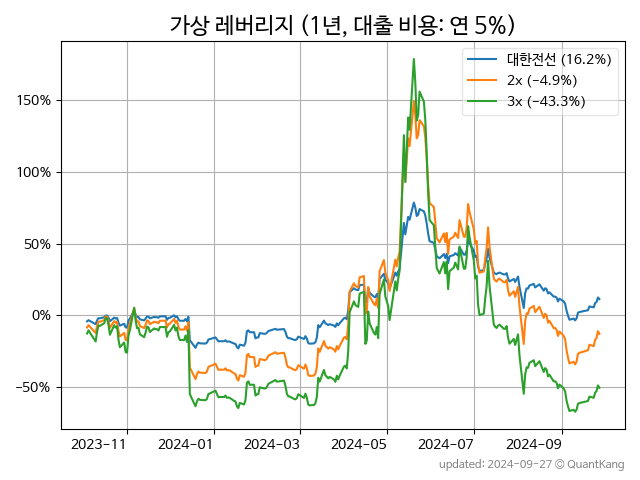 가상 레버리지 (1년, 대출 비용: 연 5%)
대한전선 (16.2%)
2x (−4.9%)
3x (−43.3%)
150%
100%
50%
0%
−50%
2023-11
2024-01
2024-03
2024-05
2024-07
2024-09
updated: 2024-09-27 © QuantKang